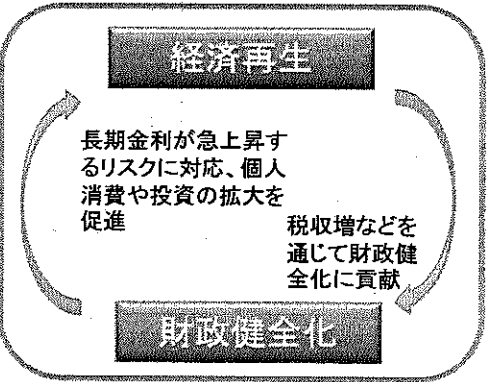 経済再生
長期金利が急上昇す
るリスクに対応、個人
消費や投資の拡大を
促進
税収増などを
通じて財政健
全化に貢献
財政健全化